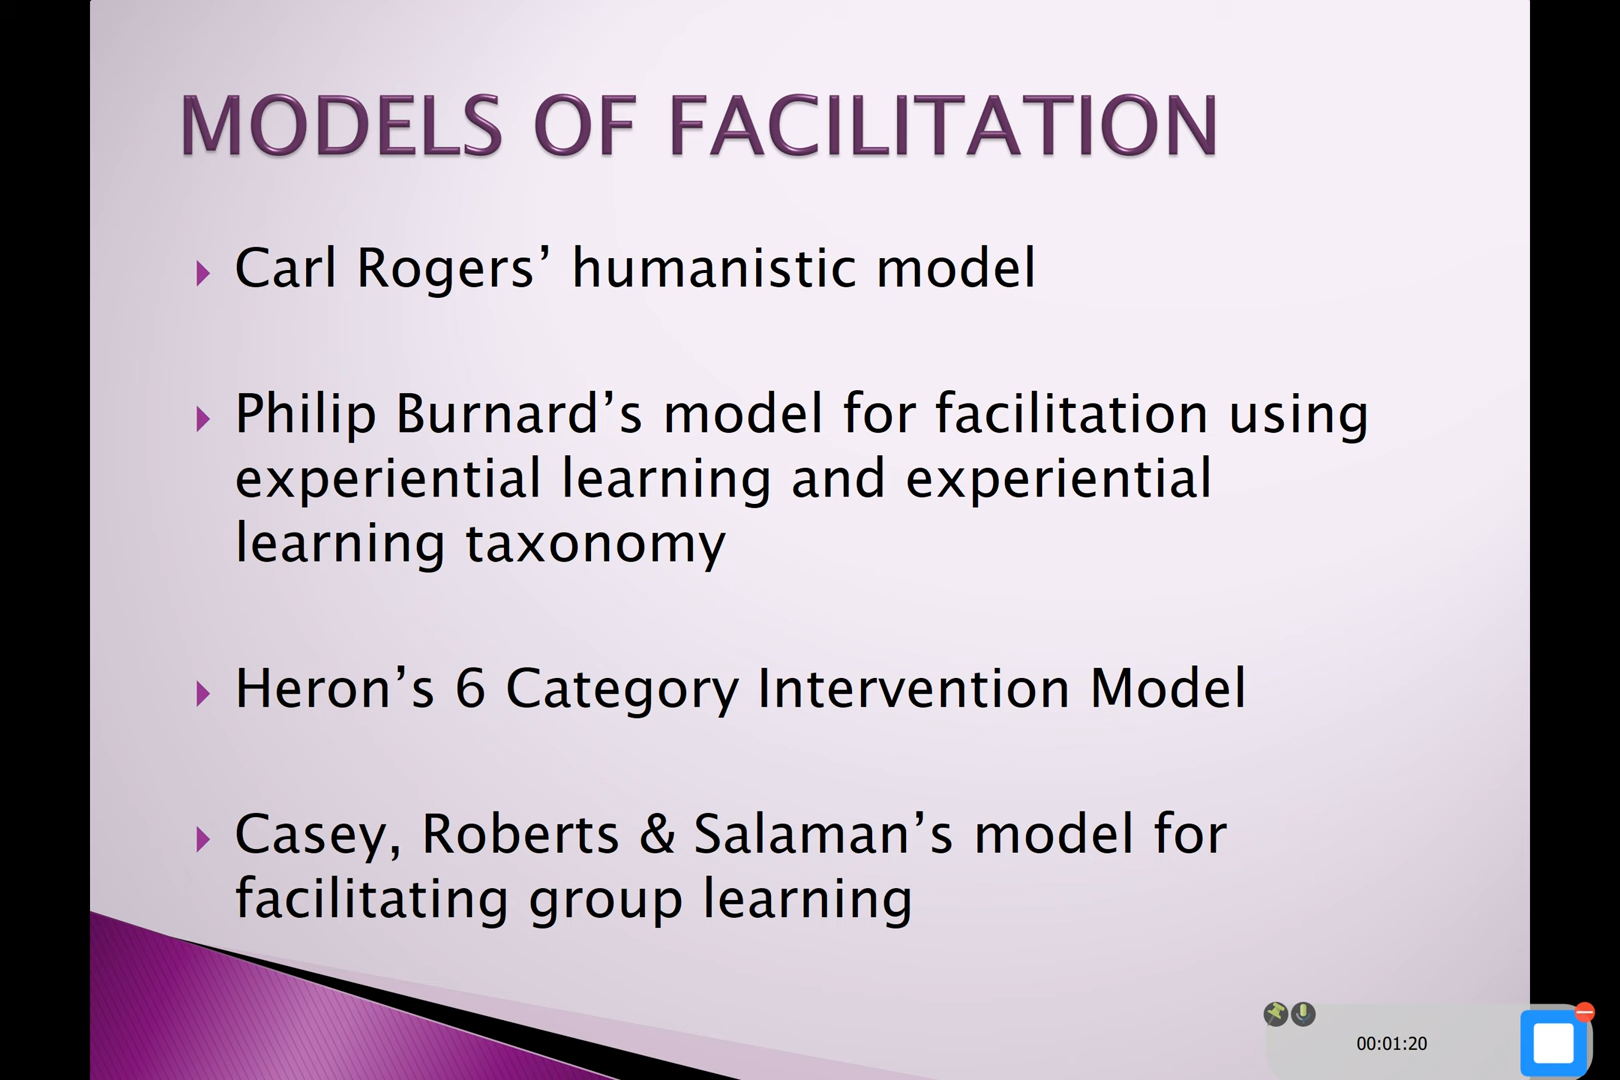 MODELS OF FACILITATION
Carl Rogers’ humanistic model
Philip Burnard’s model for facilitation using
experiential learning and experiential
learning taxonomy
Heron’s 6 Category Intervention Model
Casey, Roberts & Salaman’s model for
facilitating group learning
00:01:20